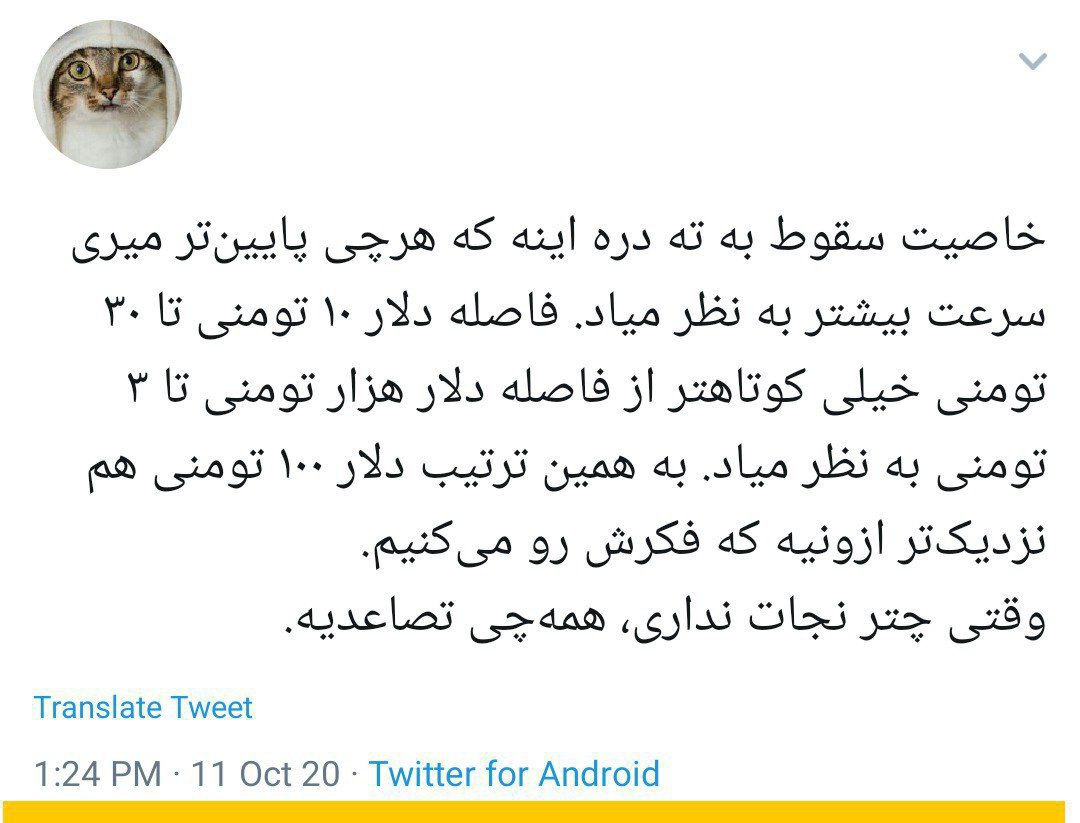 خاصیت سقوط به ته دره اینه که هرچی پایین‌تر میری
سرعت بیشتر به نظر میاد. فاصله دلار ۱۰ تومنی تا ۳۰
تومنی خیلی کوتاهتر از فاصله دلار هزار تومنی تا ۳
تومنی به نظر میاد. به همین ترتیب دلار ۱۰۰ تومنی هم
نزدیک‌تر ازونیه که فکرش رو می‌کنیم.
وقتی چتر نجات نداری، همه‌چی تصاعدیه.
Translate Tweet
1:24 PM · 11 Oct 20 · Twitter for Android